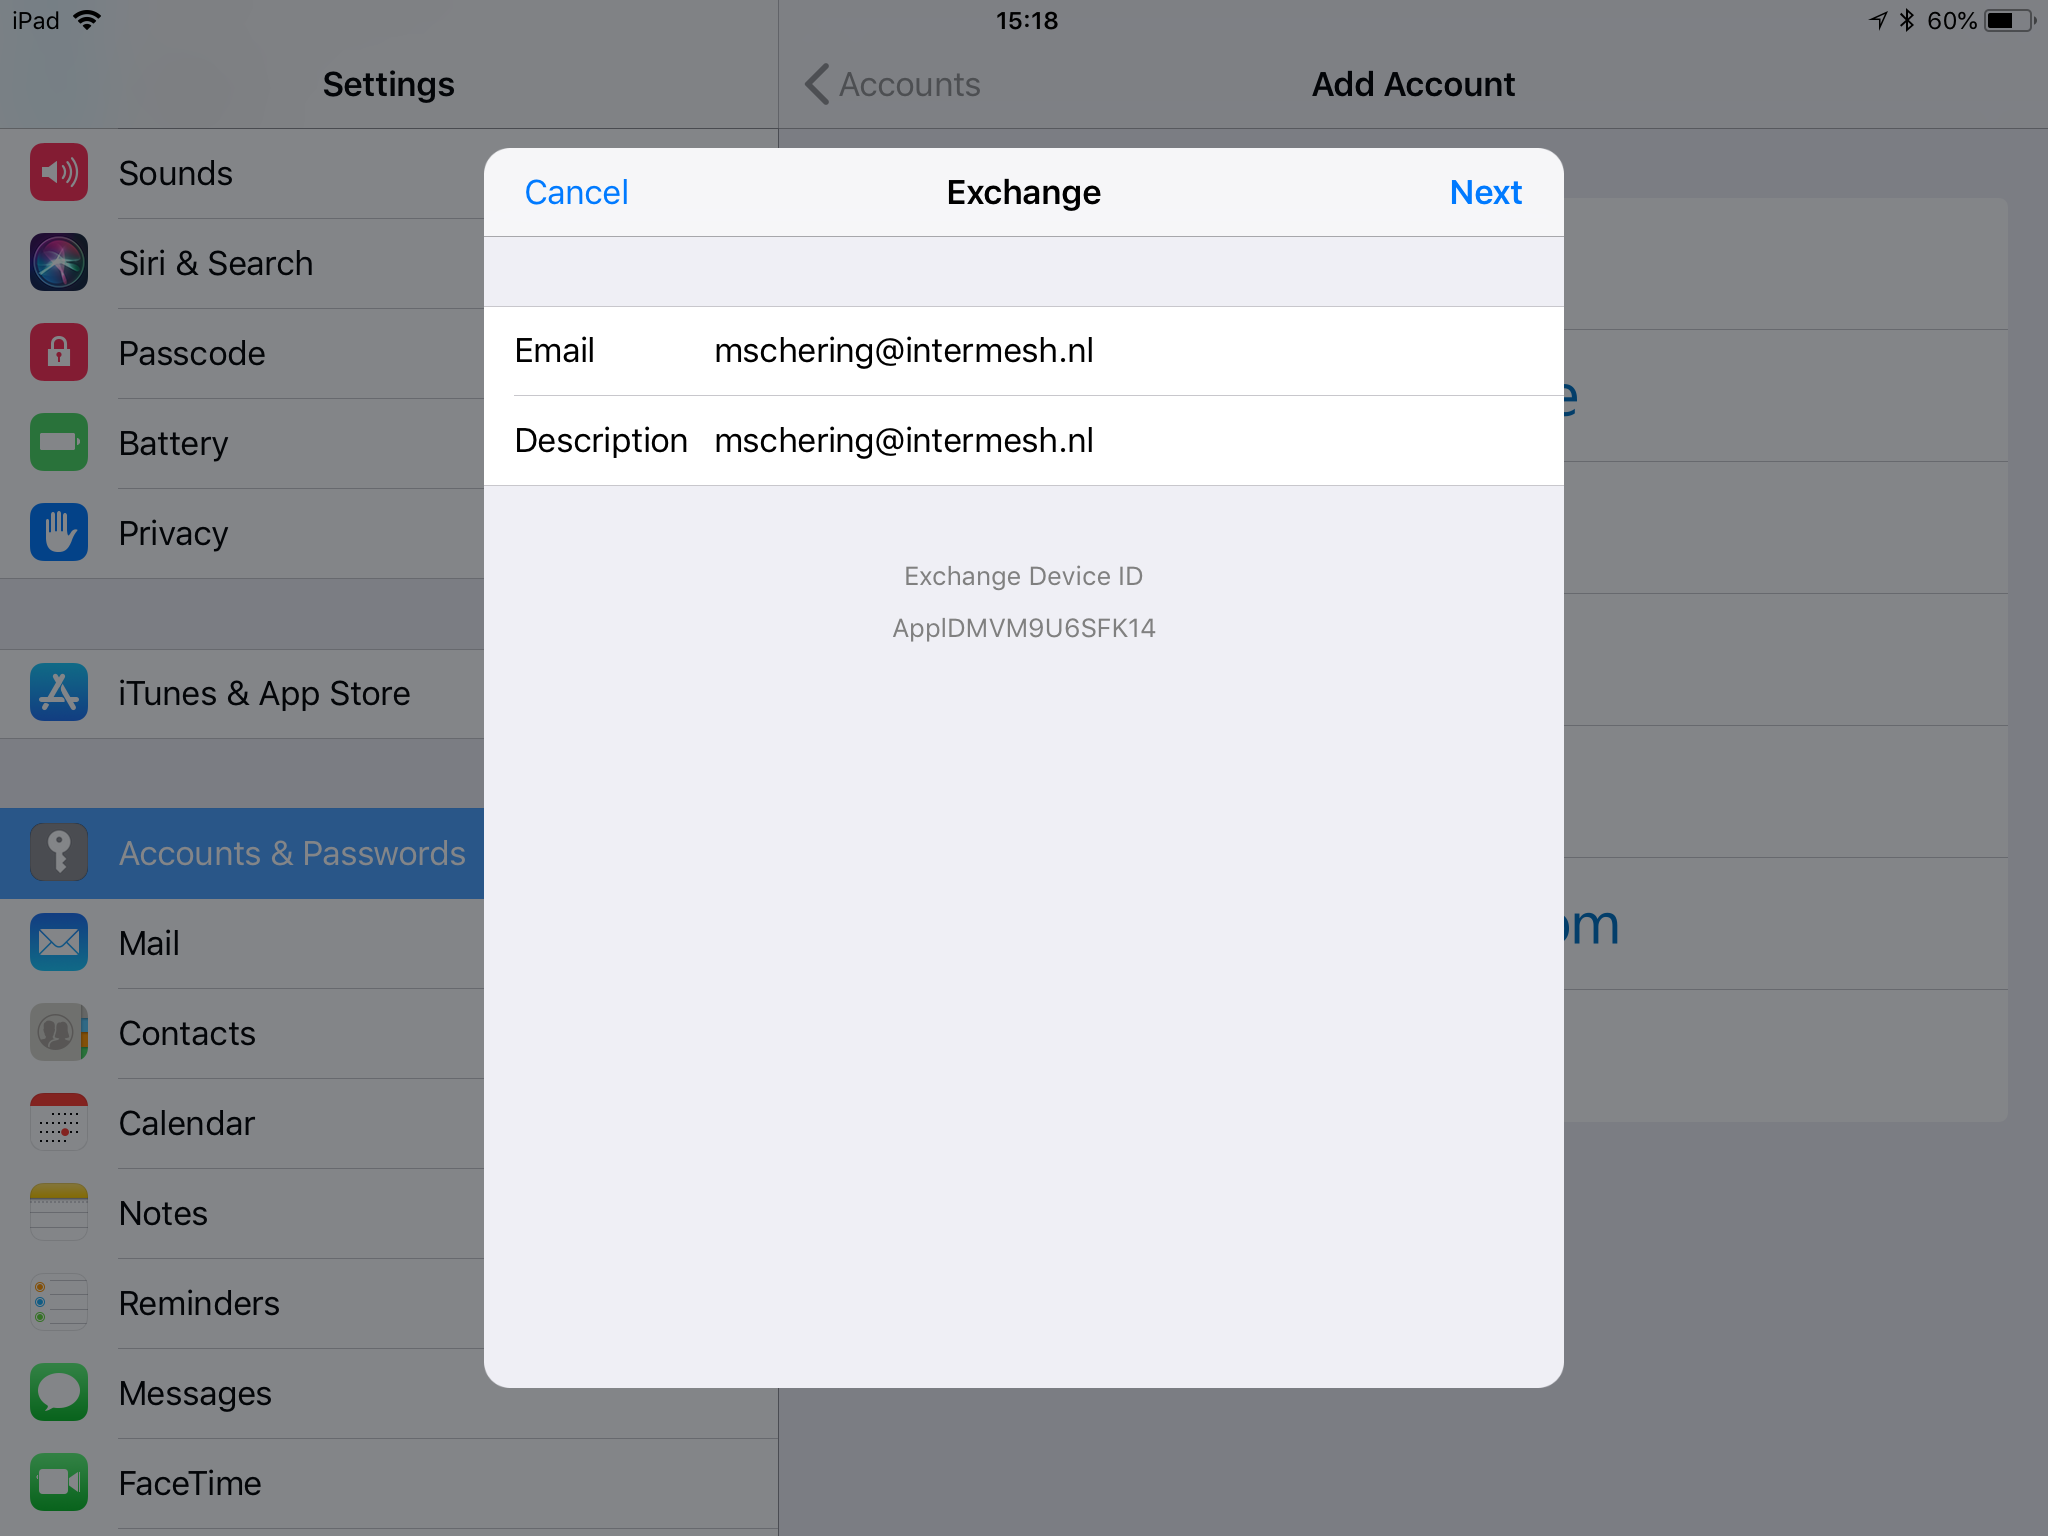 iPad 15:18 60%
Settings
Accounts Add Account
Sounds
Siri & Search
Passcode
Battery
Privacy
iTunes & App Store
Accounts & Passwords
Mail
Contacts
Calendar
Notes
Reminders
Messages
FaceTime
Cancel Exchange Next
Email mschering@intermesh.nl
Description mschering@intermesh.nl
Exchange Device ID
ApplDMVM9U6SFK14